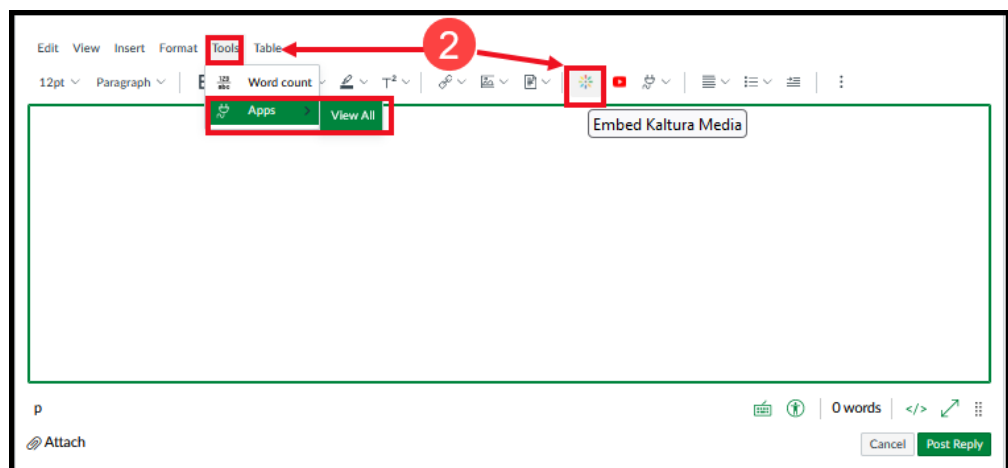 2
Edit View Insert Format Tools Table
12pt Paragraph B T²
Word count
Apps View All
Embed Kaltura Media
p 0 words </>
Attach Cancel Post Reply